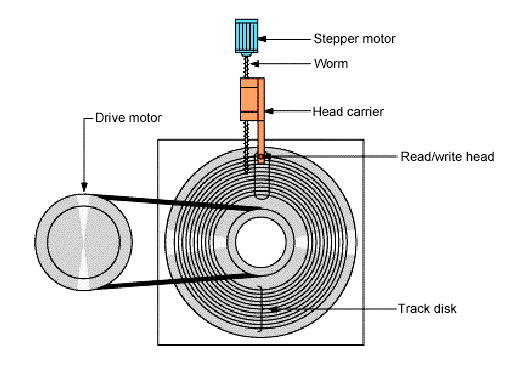 Stepper motor
Worm
Head carrier
Drive motor
Read/write head
Track disk